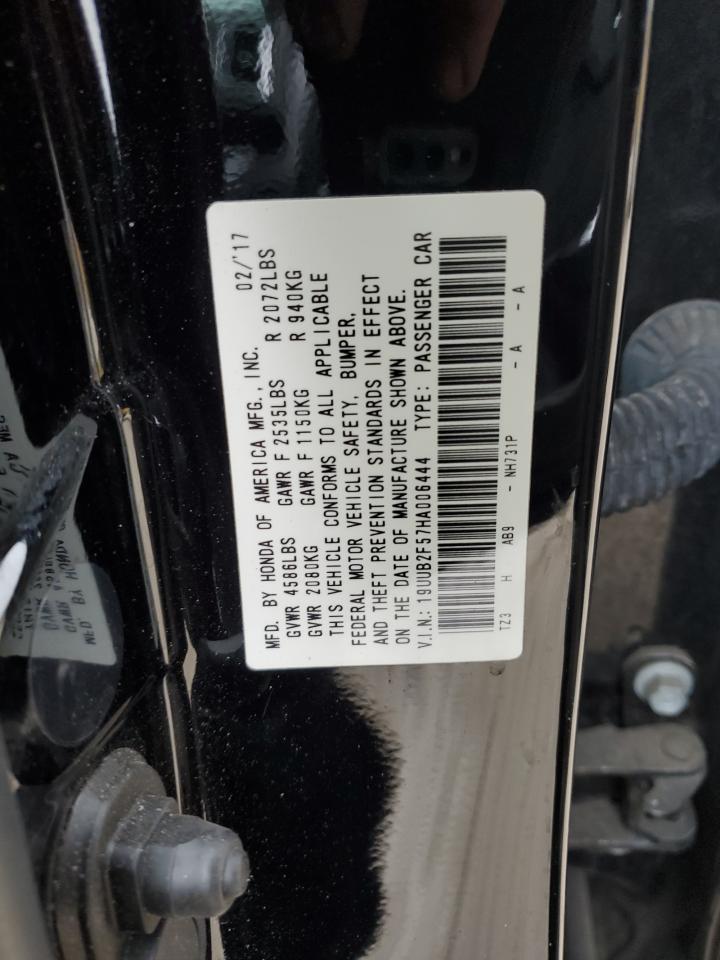 MFD. BY HONDA OF AMERICA MFG., INC. 02/'17
GVWR 4586LBS GAWR F 2535LBS R 2072LBS
GVWR 2080KG GAWR F 1150KG R 940KG
THIS VEHICLE CONFORMS TO ALL APPLICABLE
FEDERAL MOTOR VEHICLE SAFETY, BUMPER,
AND THEFT PREVENTION STANDARDS IN EFFECT
ON THE DATE OF MANUFACTURE SHOWN ABOVE.
V.I.N.: 19UUB2F57HA006444 TYPE: PASSENGER CAR
TZ3 H AB9 - NH731P - A - A